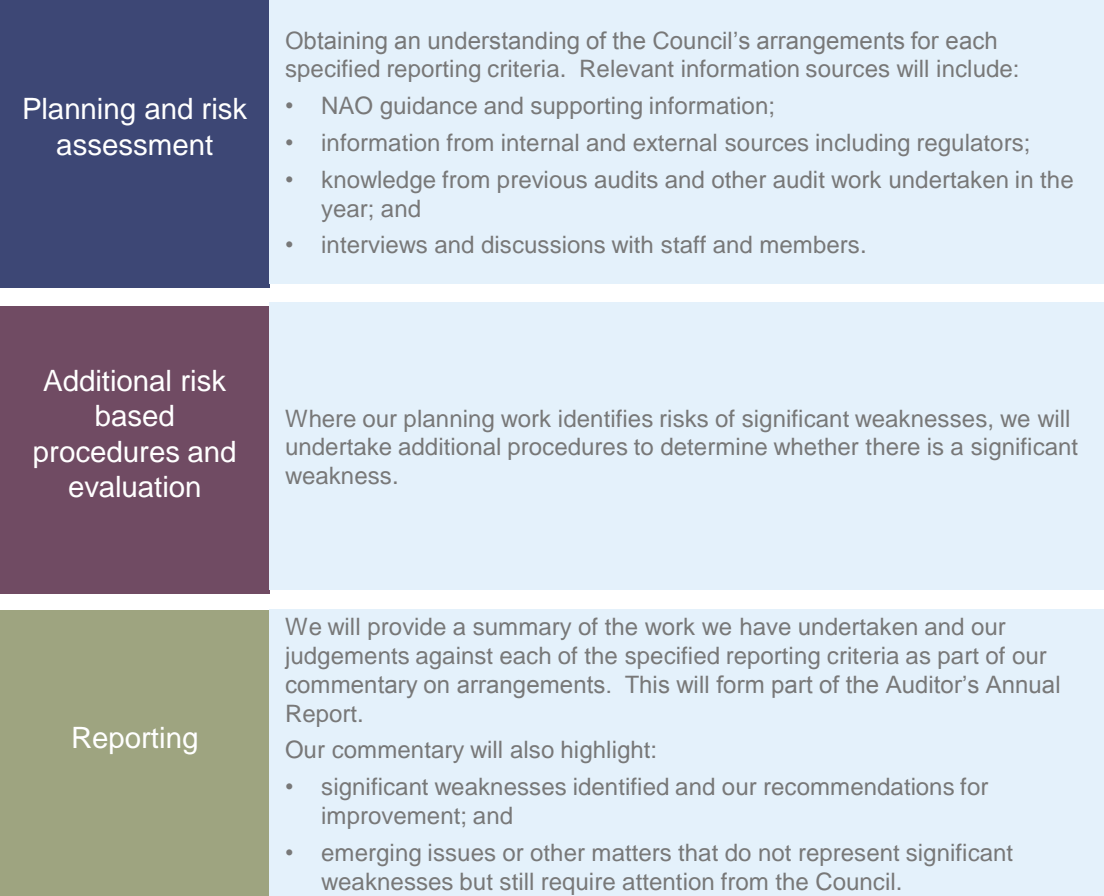 Planning and risk
assessment
Obtaining an understanding of the Council’s arrangements for each
specified reporting criteria.  Relevant information sources will include:
• NAO guidance and supporting information;
• information from internal and external sources including regulators;
• knowledge from previous audits and other audit work undertaken in the
year; and
• interviews and discussions with staff and members.
Additional risk
based
procedures and
evaluation
Where our planning work identifies risks of significant weaknesses, we will
undertake additional procedures to determine whether there is a significant
weakness.
Reporting
We will provide a summary of the work we have undertaken and our
judgements against each of the specified reporting criteria as part of our
commentary on arrangements.  This will form part of the Auditor’s Annual
Report.
Our commentary will also highlight:
• significant weaknesses identified and our recommendations for
improvement; and
• emerging issues or other matters that do not represent significant
weaknesses but still require attention from the Council.